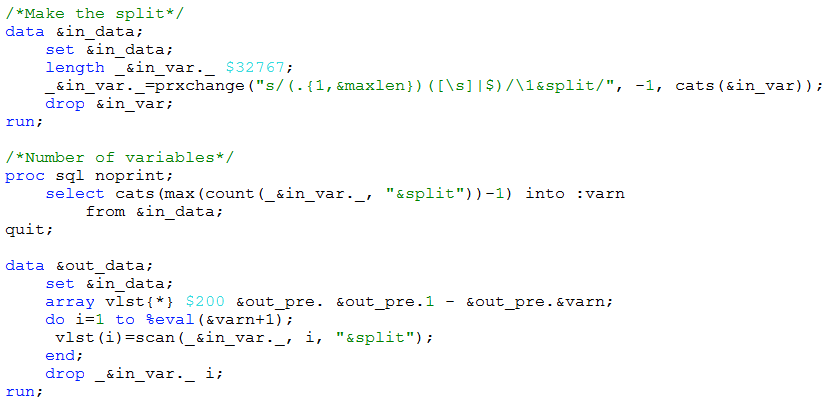 /*Make the split*/
data &in_data;
    set &in_data;
    length _&in_var._ $32767;
    _&in_var._=prxchange("s/(.{1,&maxlen})([\s]|$)/\1&split/", -1, cats(&in_var));
    drop &in_var;
run;

/*Number of variables*/
proc sql noprint;
    select cats(max(count(_&in_var._, "&split"))-1) into :varn
        from &in_data;
quit;

data &out_data;
    set &in_data;
    array vlst{*} $200 &out_pre. &out_pre.1 - &out_pre.&varn;
    do i=1 to %eval(&varn+1);
     vlst(i)=scan(_&in_var._, i, "&split");
    end;
    drop _&in_var._ i;
run;